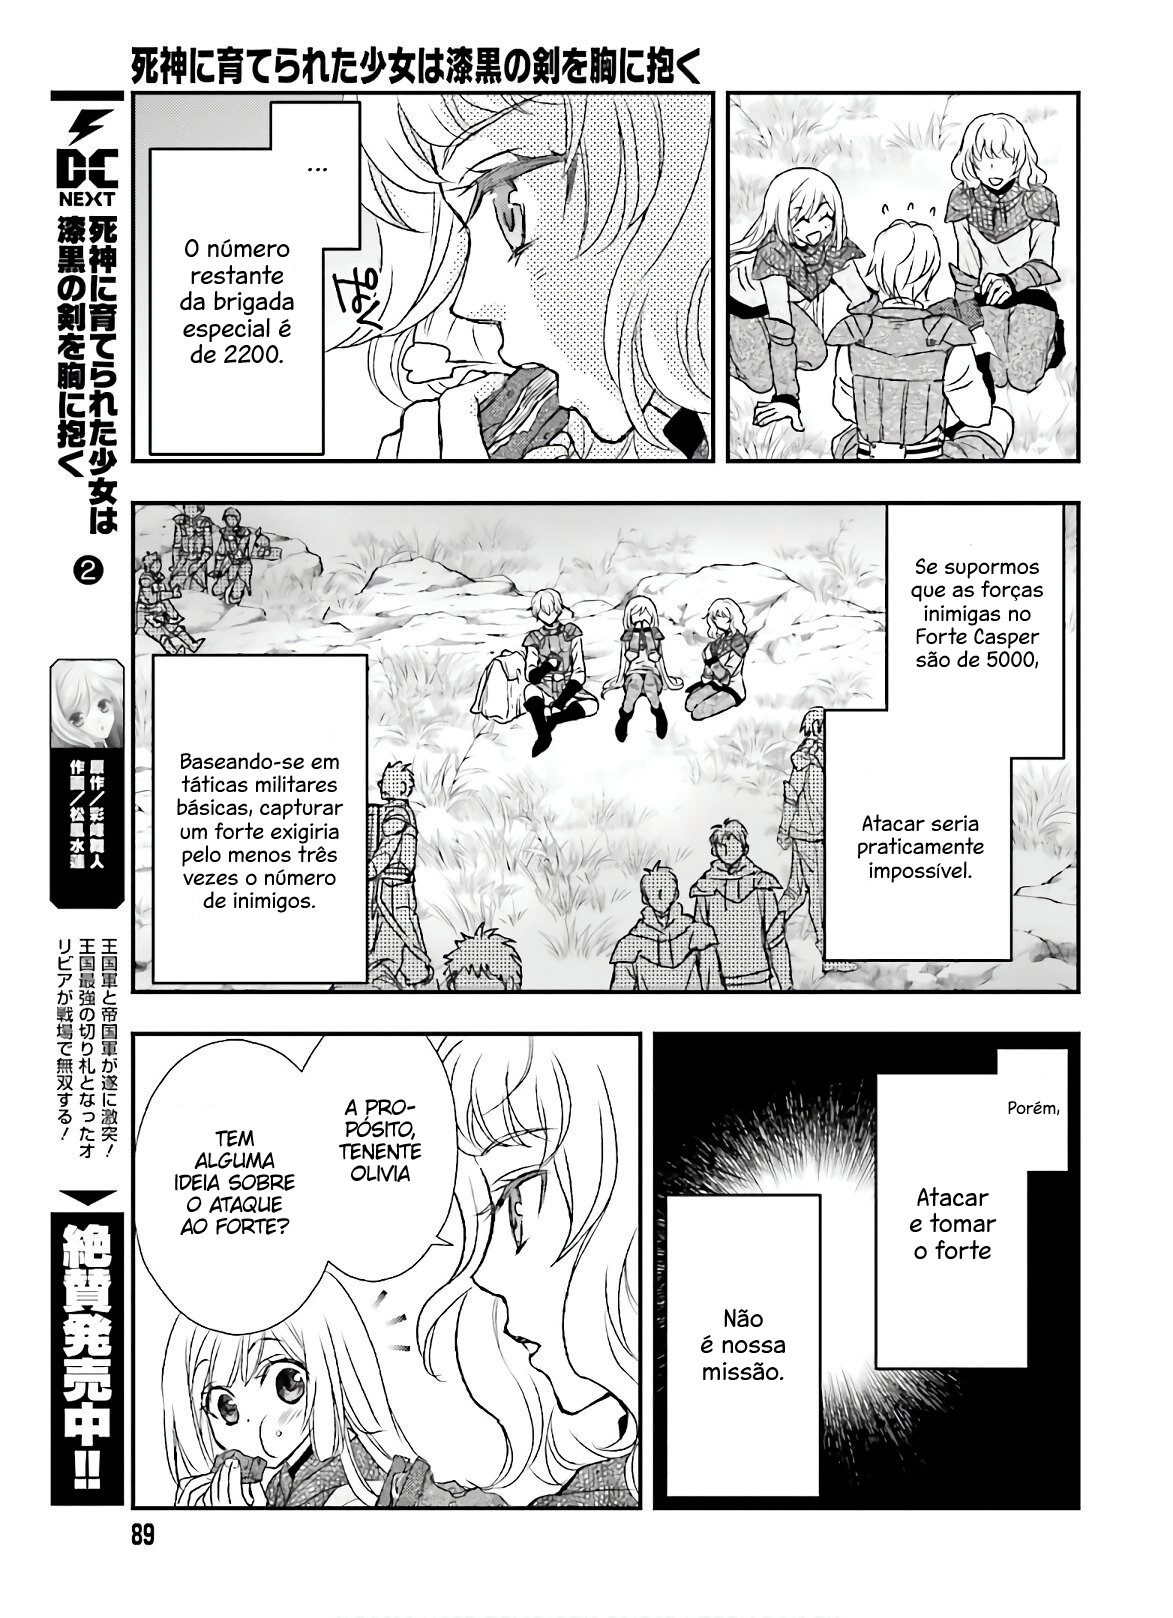 死神に育てられた少女は漆黒の剣を胸に抱く
...
O número
restante
da brigada
especial é
de 2200.
Se supormos
que as forças
inimigas no
Forte Casper
são de 5000,
Atacar seria
praticamente
impossível.
Baseando-se em
táticas militares
básicas, capturar
um forte exigiria
pelo menos três
vezes o número
de inimigos.
Porém,
Atacar
e tomar
o forte
Não
é nossa
missão.
A PRO-
PÓSITO,
TENENTE
OLIVIA
TEM
ALGUMA
IDEIA SOBRE
O ATAQUE
AO FORTE?
DC
NEXT
死神に育てられた少女は
漆黒の剣を胸に抱く
2
原作／彩峰舞人
作画／松風水蓮
王国軍と帝国軍が遂に激突！
王国最強の切り札となったオ
リビアが戦場で無双する！
絶賛発売中!!
89